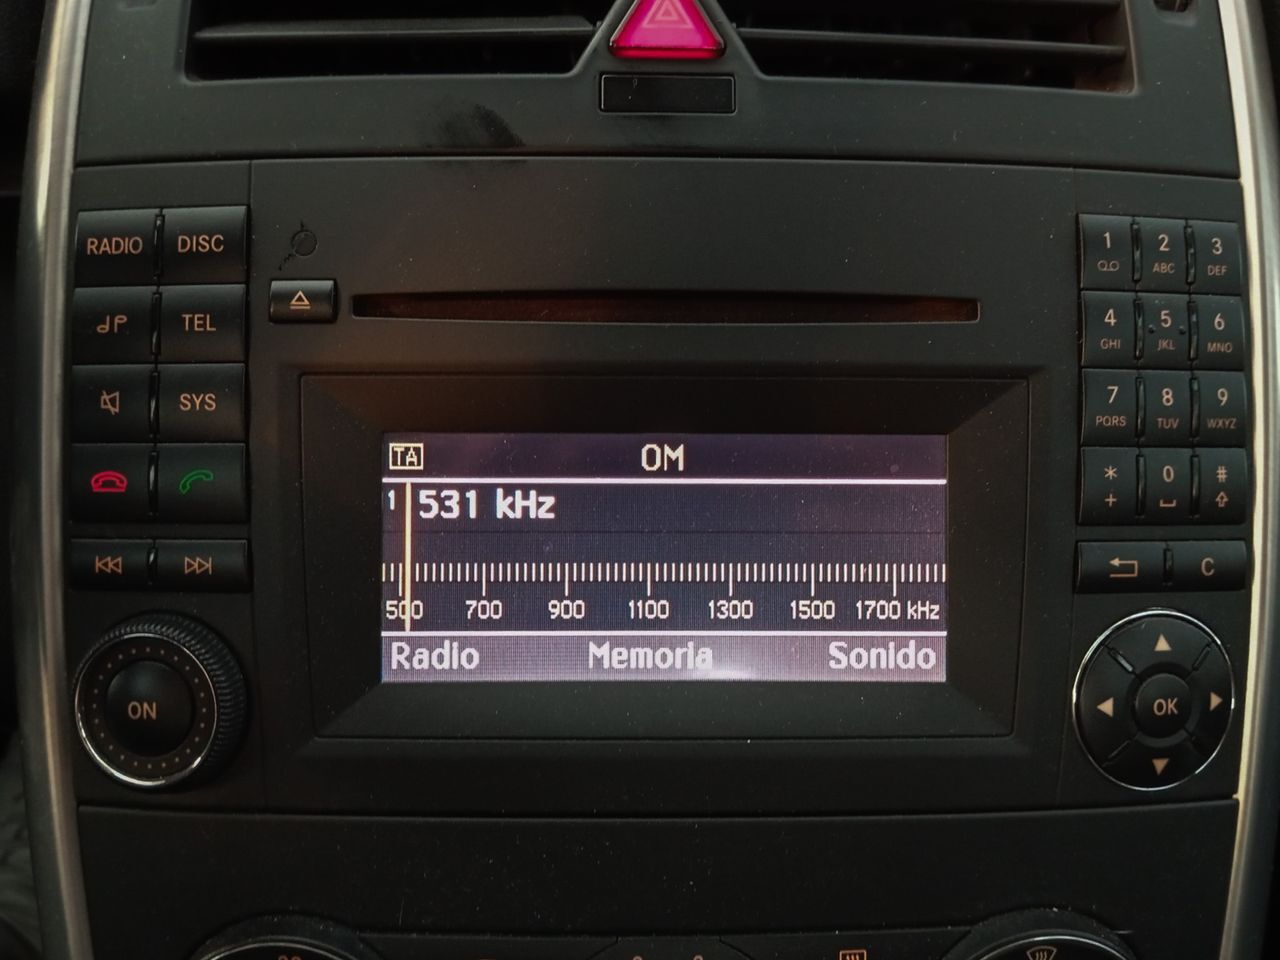 RADIO DISC
TEL
SYS
ON
TA OM
1 531 kHz
500 700 900 1100 1300 1500 1700 kHz
Radio Memoria Sonido
1 2 3
ABC DEF
4 5 6
GHI JKL MNO
7 8 9
PQRS TUV WXYZ
* 0 #
+
C
OK